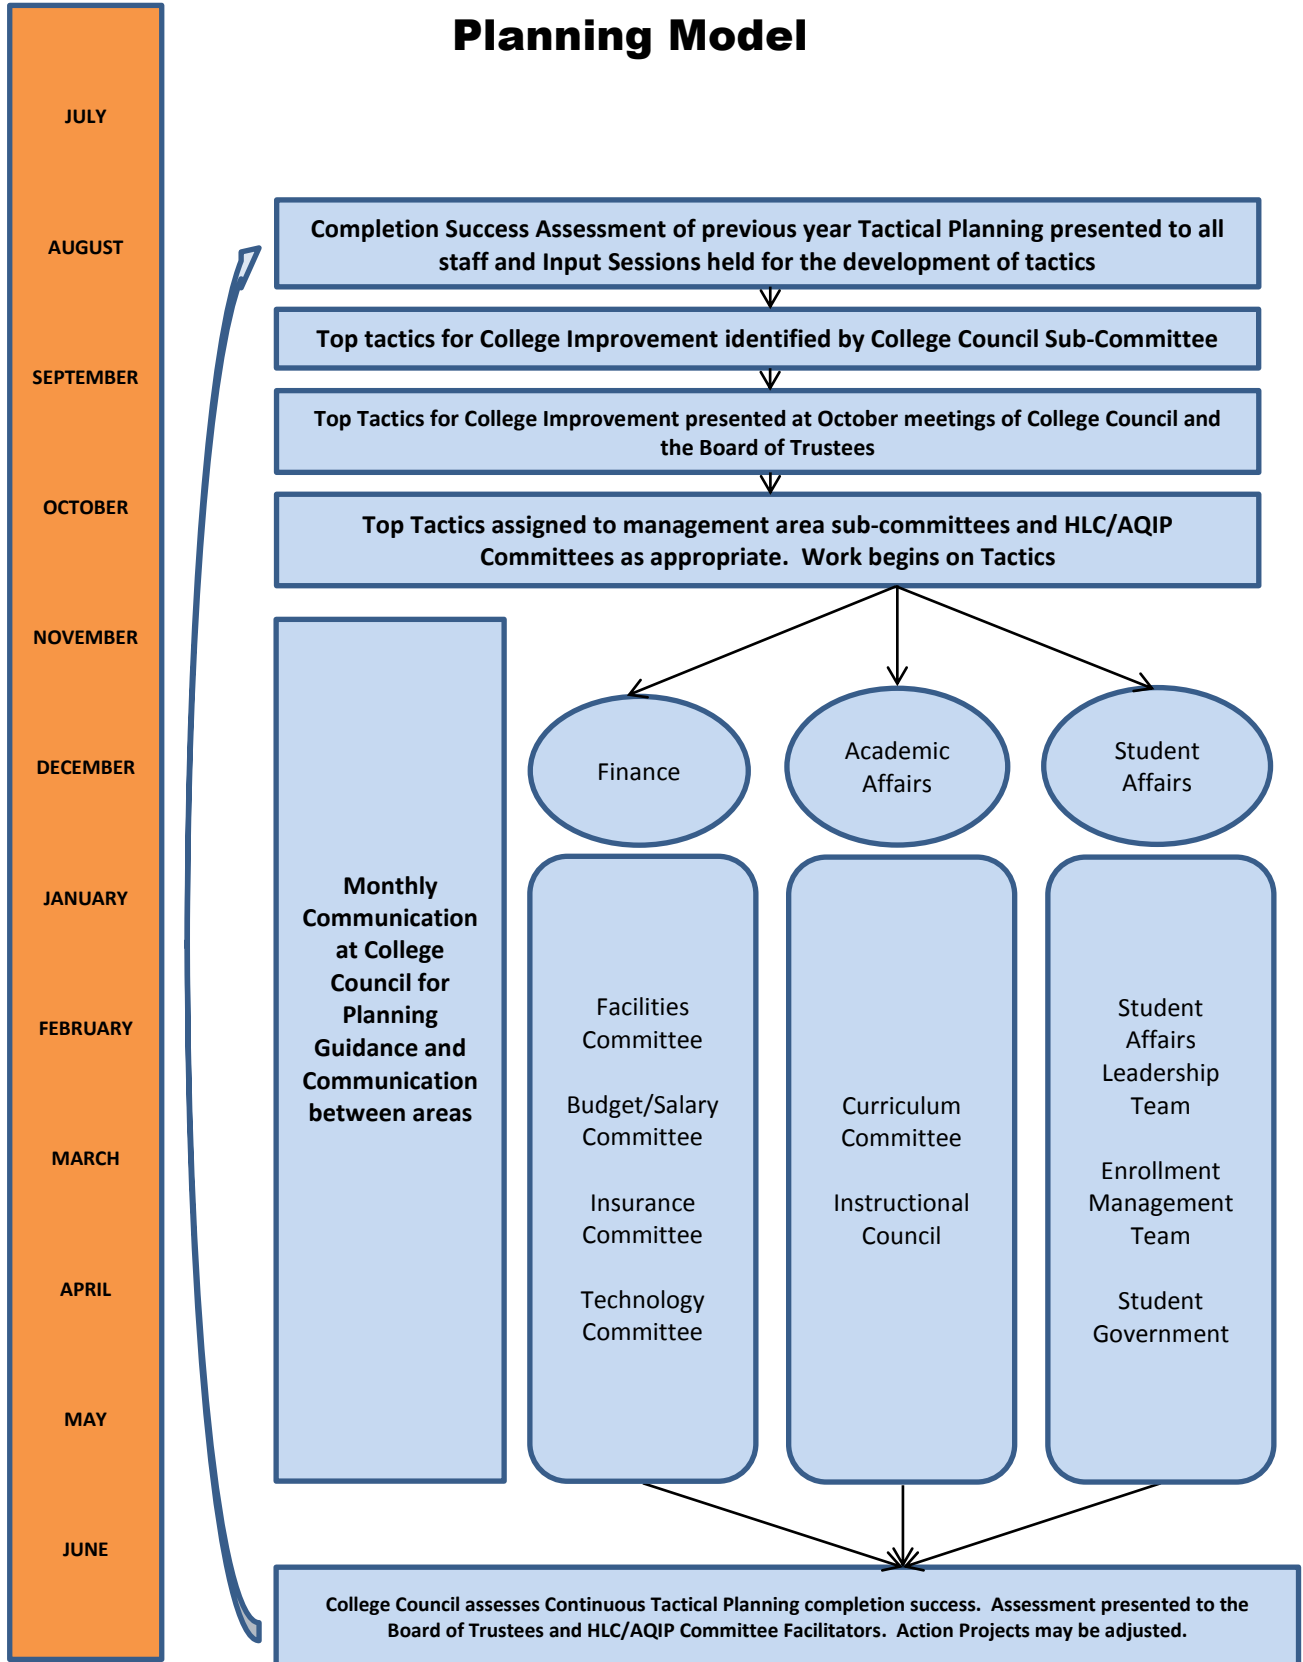 Planning Model
JULY
AUGUST
SEPTEMBER
OCTOBER
NOVEMBER
DECEMBER
JANUARY
FEBRUARY
MARCH
APRIL
MAY
JUNE
Completion Success Assessment of previous year Tactical Planning presented to all
staff and Input Sessions held for the development of tactics
Top tactics for College Improvement identified by College Council Sub-Committee
Top Tactics for College Improvement presented at October meetings of College Council and
the Board of Trustees
Top Tactics assigned to management area sub-committees and HLC/AQIP
Committees as appropriate.  Work begins on Tactics
Monthly
Communication
at College
Council for
Planning
Guidance and
Communication
between areas
Finance
Academic
Affairs
Student
Affairs
Facilities
Committee
Budget/Salary
Committee
Insurance
Committee
Technology
Committee
Curriculum
Committee
Instructional
Council
Student
Affairs
Leadership
Team
Enrollment
Management
Team
Student
Government
College Council assesses Continuous Tactical Planning completion success.  Assessment presented to the
Board of Trustees and HLC/AQIP Committee Facilitators.  Action Projects may be adjusted.